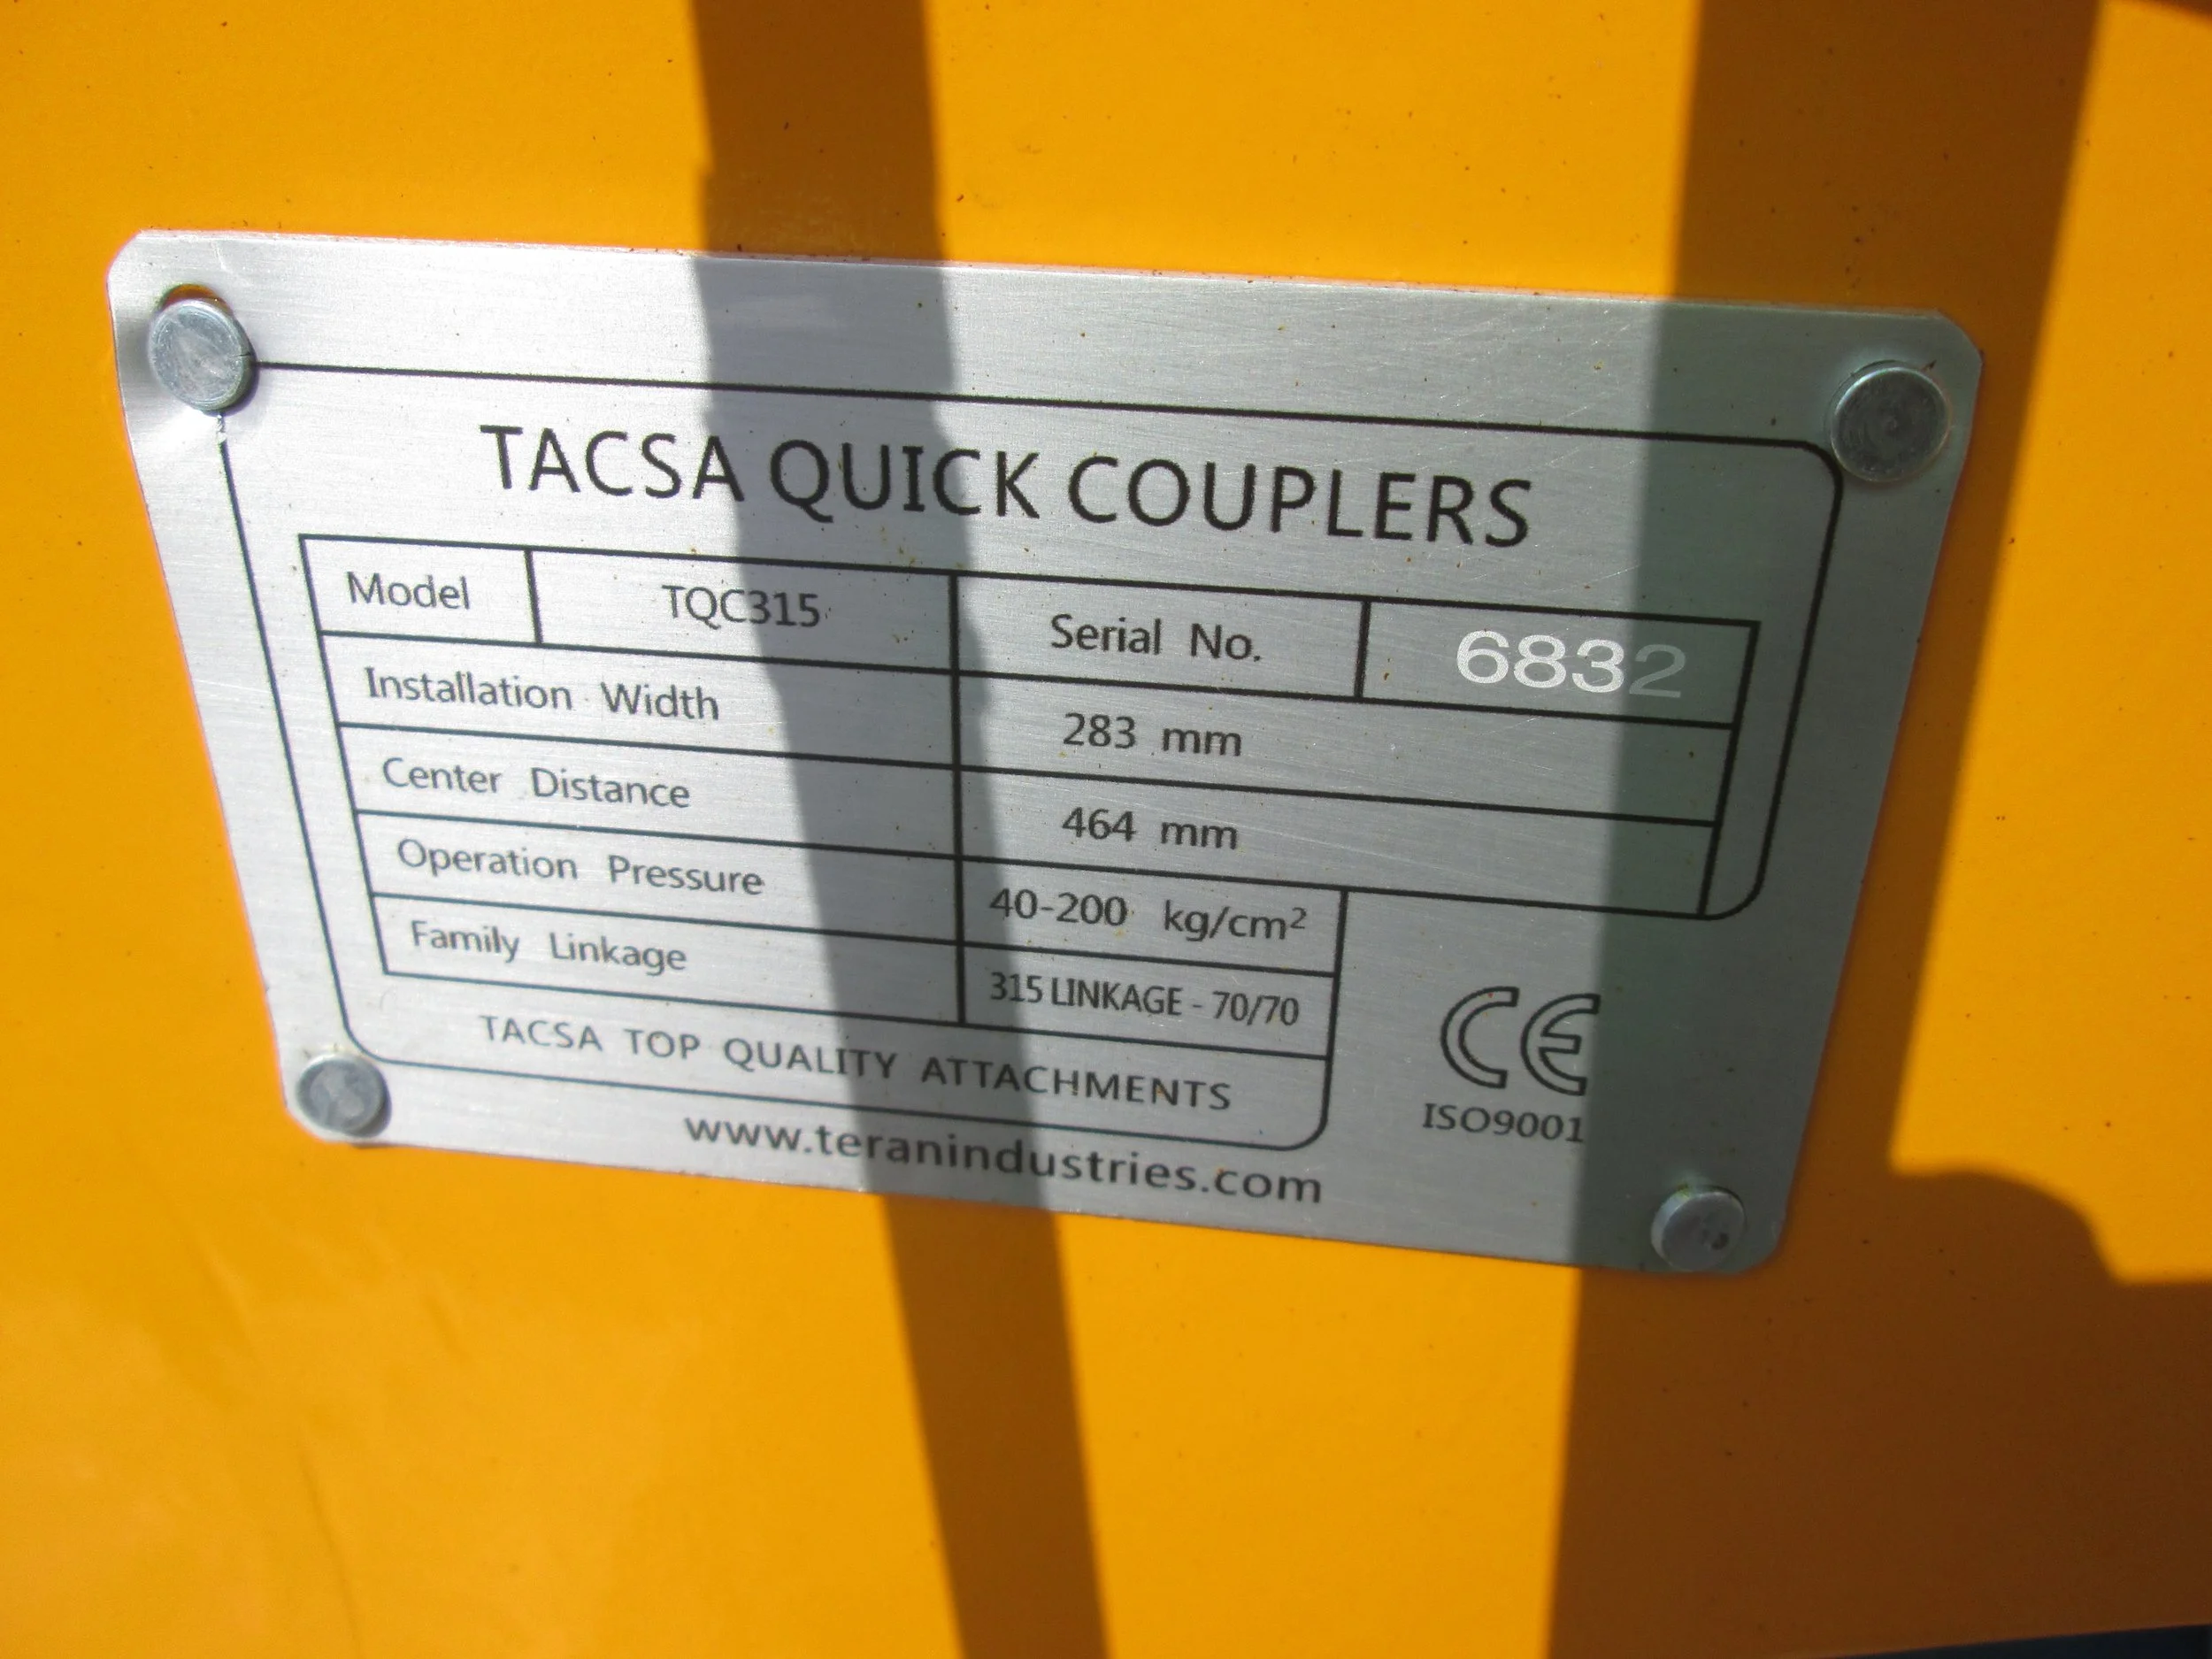 TACSA QUICK COUPLERS
Model TQC315 Serial No. 6832
Installation Width 283 mm
Center Distance 464 mm
Operation Pressure 40-200 kg/cm²
Family Linkage 315 LINKAGE - 70/70
TACSA TOP QUALITY ATTACHMENTS
www.teranindustries.com
CE
ISO9001